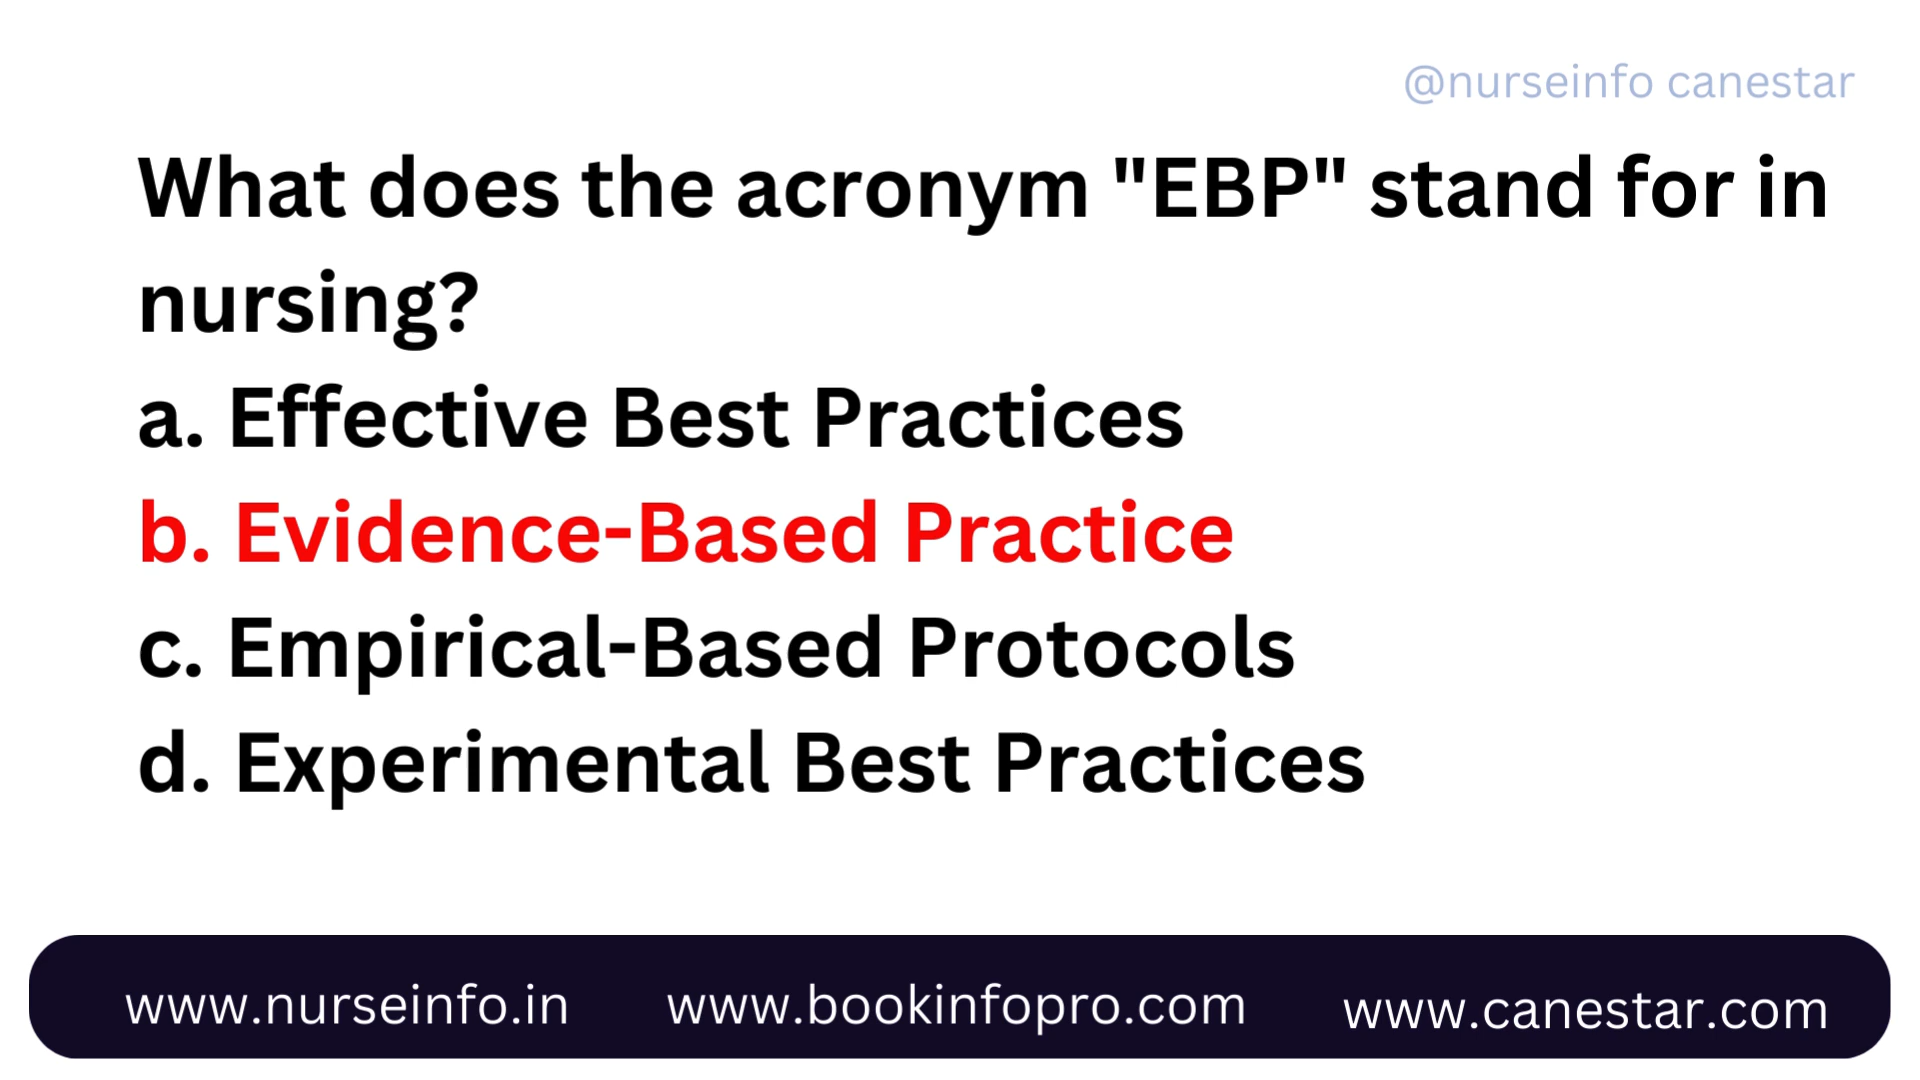 @nurseinfo canestar
What does the acronym "EBP" stand for in
nursing?
a. Effective Best Practices
b. Evidence-Based Practice
c. Empirical-Based Protocols
d. Experimental Best Practices
www.nurseinfo.in www.bookinfopro.com www.canestar.com